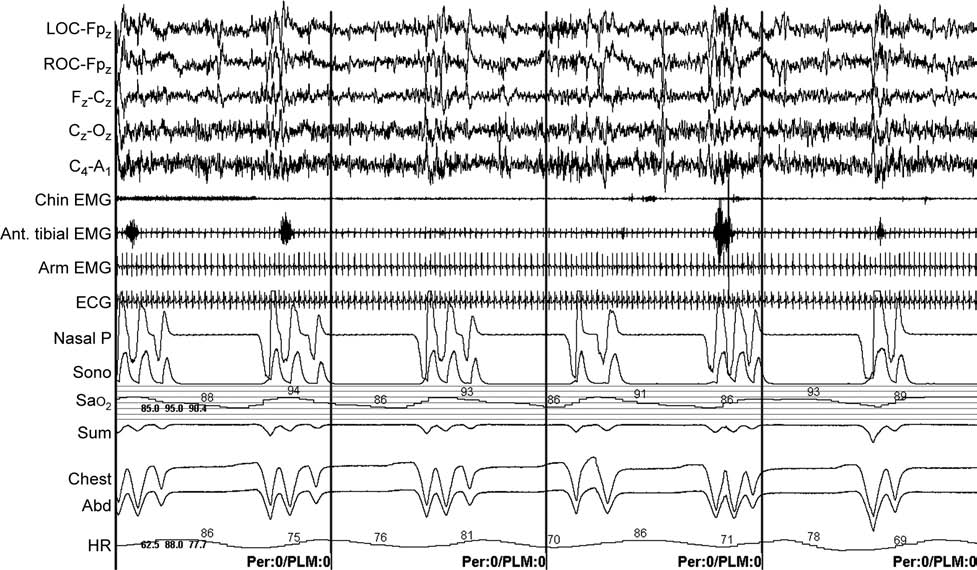 LOC-Fpz
ROC-Fpz
Fz-Cz
Cz-Oz
C4-A1
Chin EMG
Ant. tibial EMG
Arm EMG
ECG
Nasal P
Sono
94
93
91
93
SaO2
88
86
86
86
89
85.0 95.0 90.4
Sum
Chest
Abd
HR
86
75
76
81
70
86
71
78
69
62.5 88.0 77.7
Per:0/PLM:0
Per:0/PLM:0
Per:0/PLM:0
Per:0/PLM:0